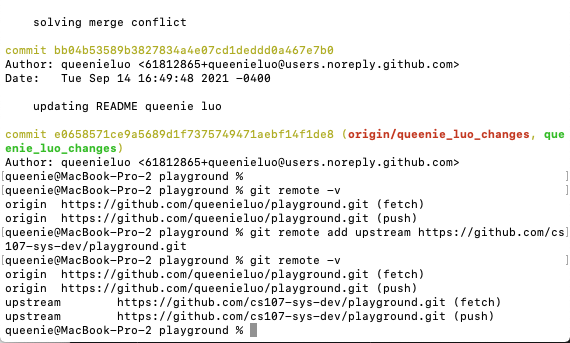 solving merge conflict
commit bb04b53589b3827834a4e07cd1deddd0a467e7b0
Author: queenieluo <61812865+queenieluo@users.noreply.github.com>
Date:   Tue Sep 14 16:49:48 2021 -0400
updating README queenie luo
commit e0658571ce9a5689d1f7375749471aebf14f1de8 (origin/queenie_luo_changes, que
enie_luo_changes)
Author: queenieluo <61812865+queenieluo@users.noreply.github.com>
[queenie@MacBook-Pro-2 playground % ]
[queenie@MacBook-Pro-2 playground % git remote -v ]
origin  https://github.com/queenieluo/playground.git (fetch)
origin  https://github.com/queenieluo/playground.git (push)
[queenie@MacBook-Pro-2 playground % git remote add upstream https://github.com/cs]
107-sys-dev/playground.git
[queenie@MacBook-Pro-2 playground % git remote -v ]
origin  https://github.com/queenieluo/playground.git (fetch)
origin  https://github.com/queenieluo/playground.git (push)
upstream        https://github.com/cs107-sys-dev/playground.git (fetch)
upstream        https://github.com/cs107-sys-dev/playground.git (push)
queenie@MacBook-Pro-2 playground %